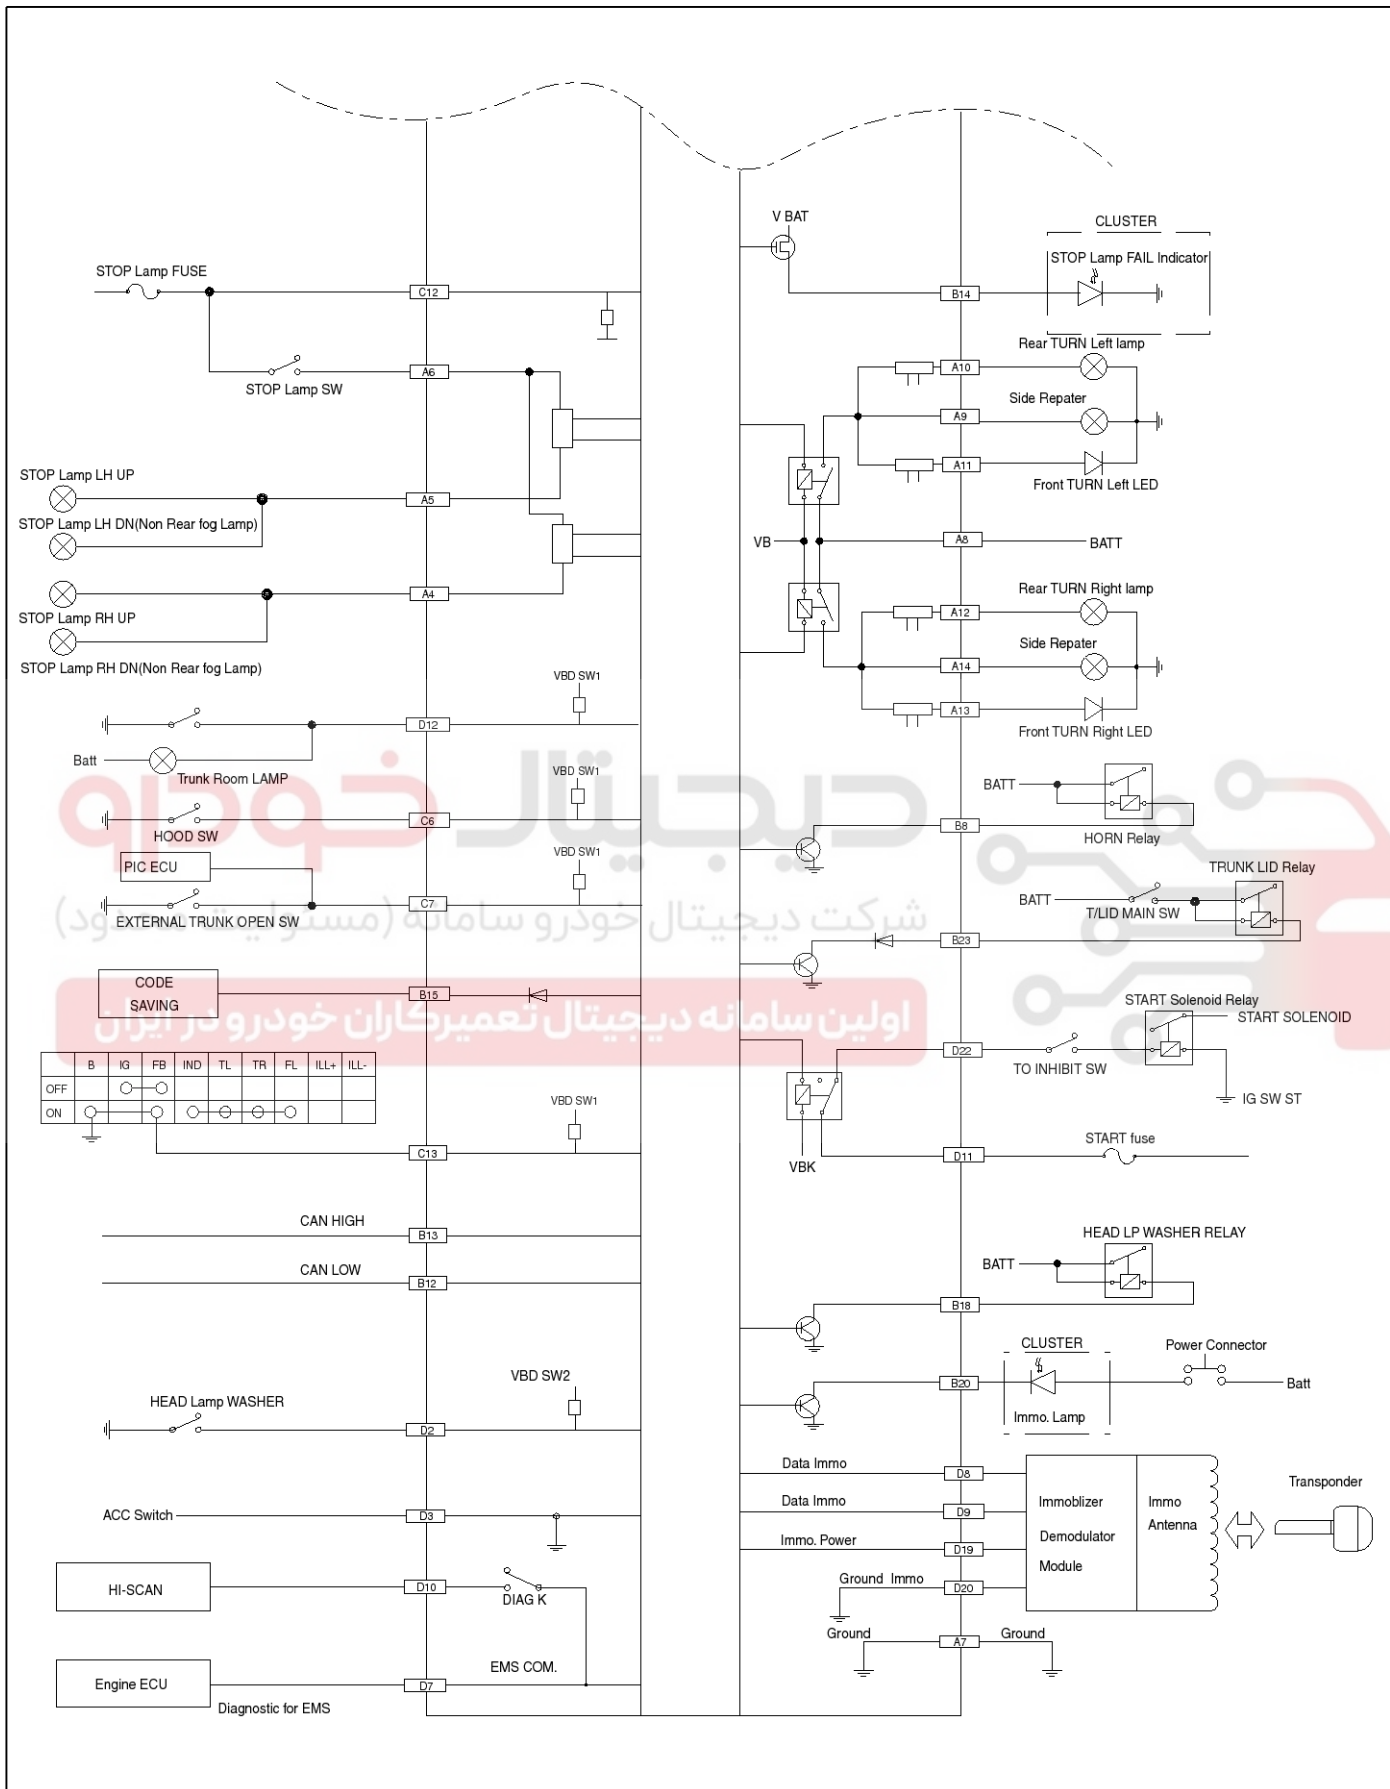 V BAT
CLUSTER
STOP Lamp FAIL Indicator
STOP Lamp FUSE
C12
B14
STOP Lamp SW
A6
Rear TURN Left lamp
A10
Side Repater
A9
A11
Front TURN Left LED
STOP Lamp LH UP
A5
STOP Lamp LH DN(Non Rear fog Lamp)
VB
A8
BATT
A4
STOP Lamp RH UP
STOP Lamp RH DN(Non Rear fog Lamp)
Rear TURN Right lamp
A12
Side Repater
A14
A13
Front TURN Right LED
VBD SW1
D12
Batt
Trunk Room LAMP
VBD SW1
C6
HOOD SW
BATT
B8
HORN Relay
دیجیتال خودرو
PIC ECU
VBD SW1
C7
EXTERNAL TRUNK OPEN SW
TRUNK LID Relay
BATT
T/LID MAIN SW
B23
شرکت دیجیتال خودرو سامانه (مسئولیت محدود)
CODE
SAVING
B15
اولین سامانه دیجیتال تعمیرکاران خودرو در ایران
START Solenoid Relay
START SOLENOID
D22
TO INHIBIT SW
IG SW ST
B IG FB IND TL TR FL ILL+ ILL-
OFF
ON
VBD SW1
C13
VBK
D11
START fuse
CAN HIGH
B13
CAN LOW
B12
HEAD LP WASHER RELAY
BATT
B18
CLUSTER
Power Connector
B20
Batt
Immo. Lamp
VBD SW2
HEAD Lamp WASHER
D2
Data Immo
D8
Data Immo
D9
Immo. Power
D19
Ground Immo
D20
Ground
A7
Ground
Immoblizer
Demodulator
Module
Immo
Antenna
Transponder
ACC Switch
D3
HI-SCAN
D10
DIAG K
EMS COM.
Engine ECU
D7
Diagnostic for EMS